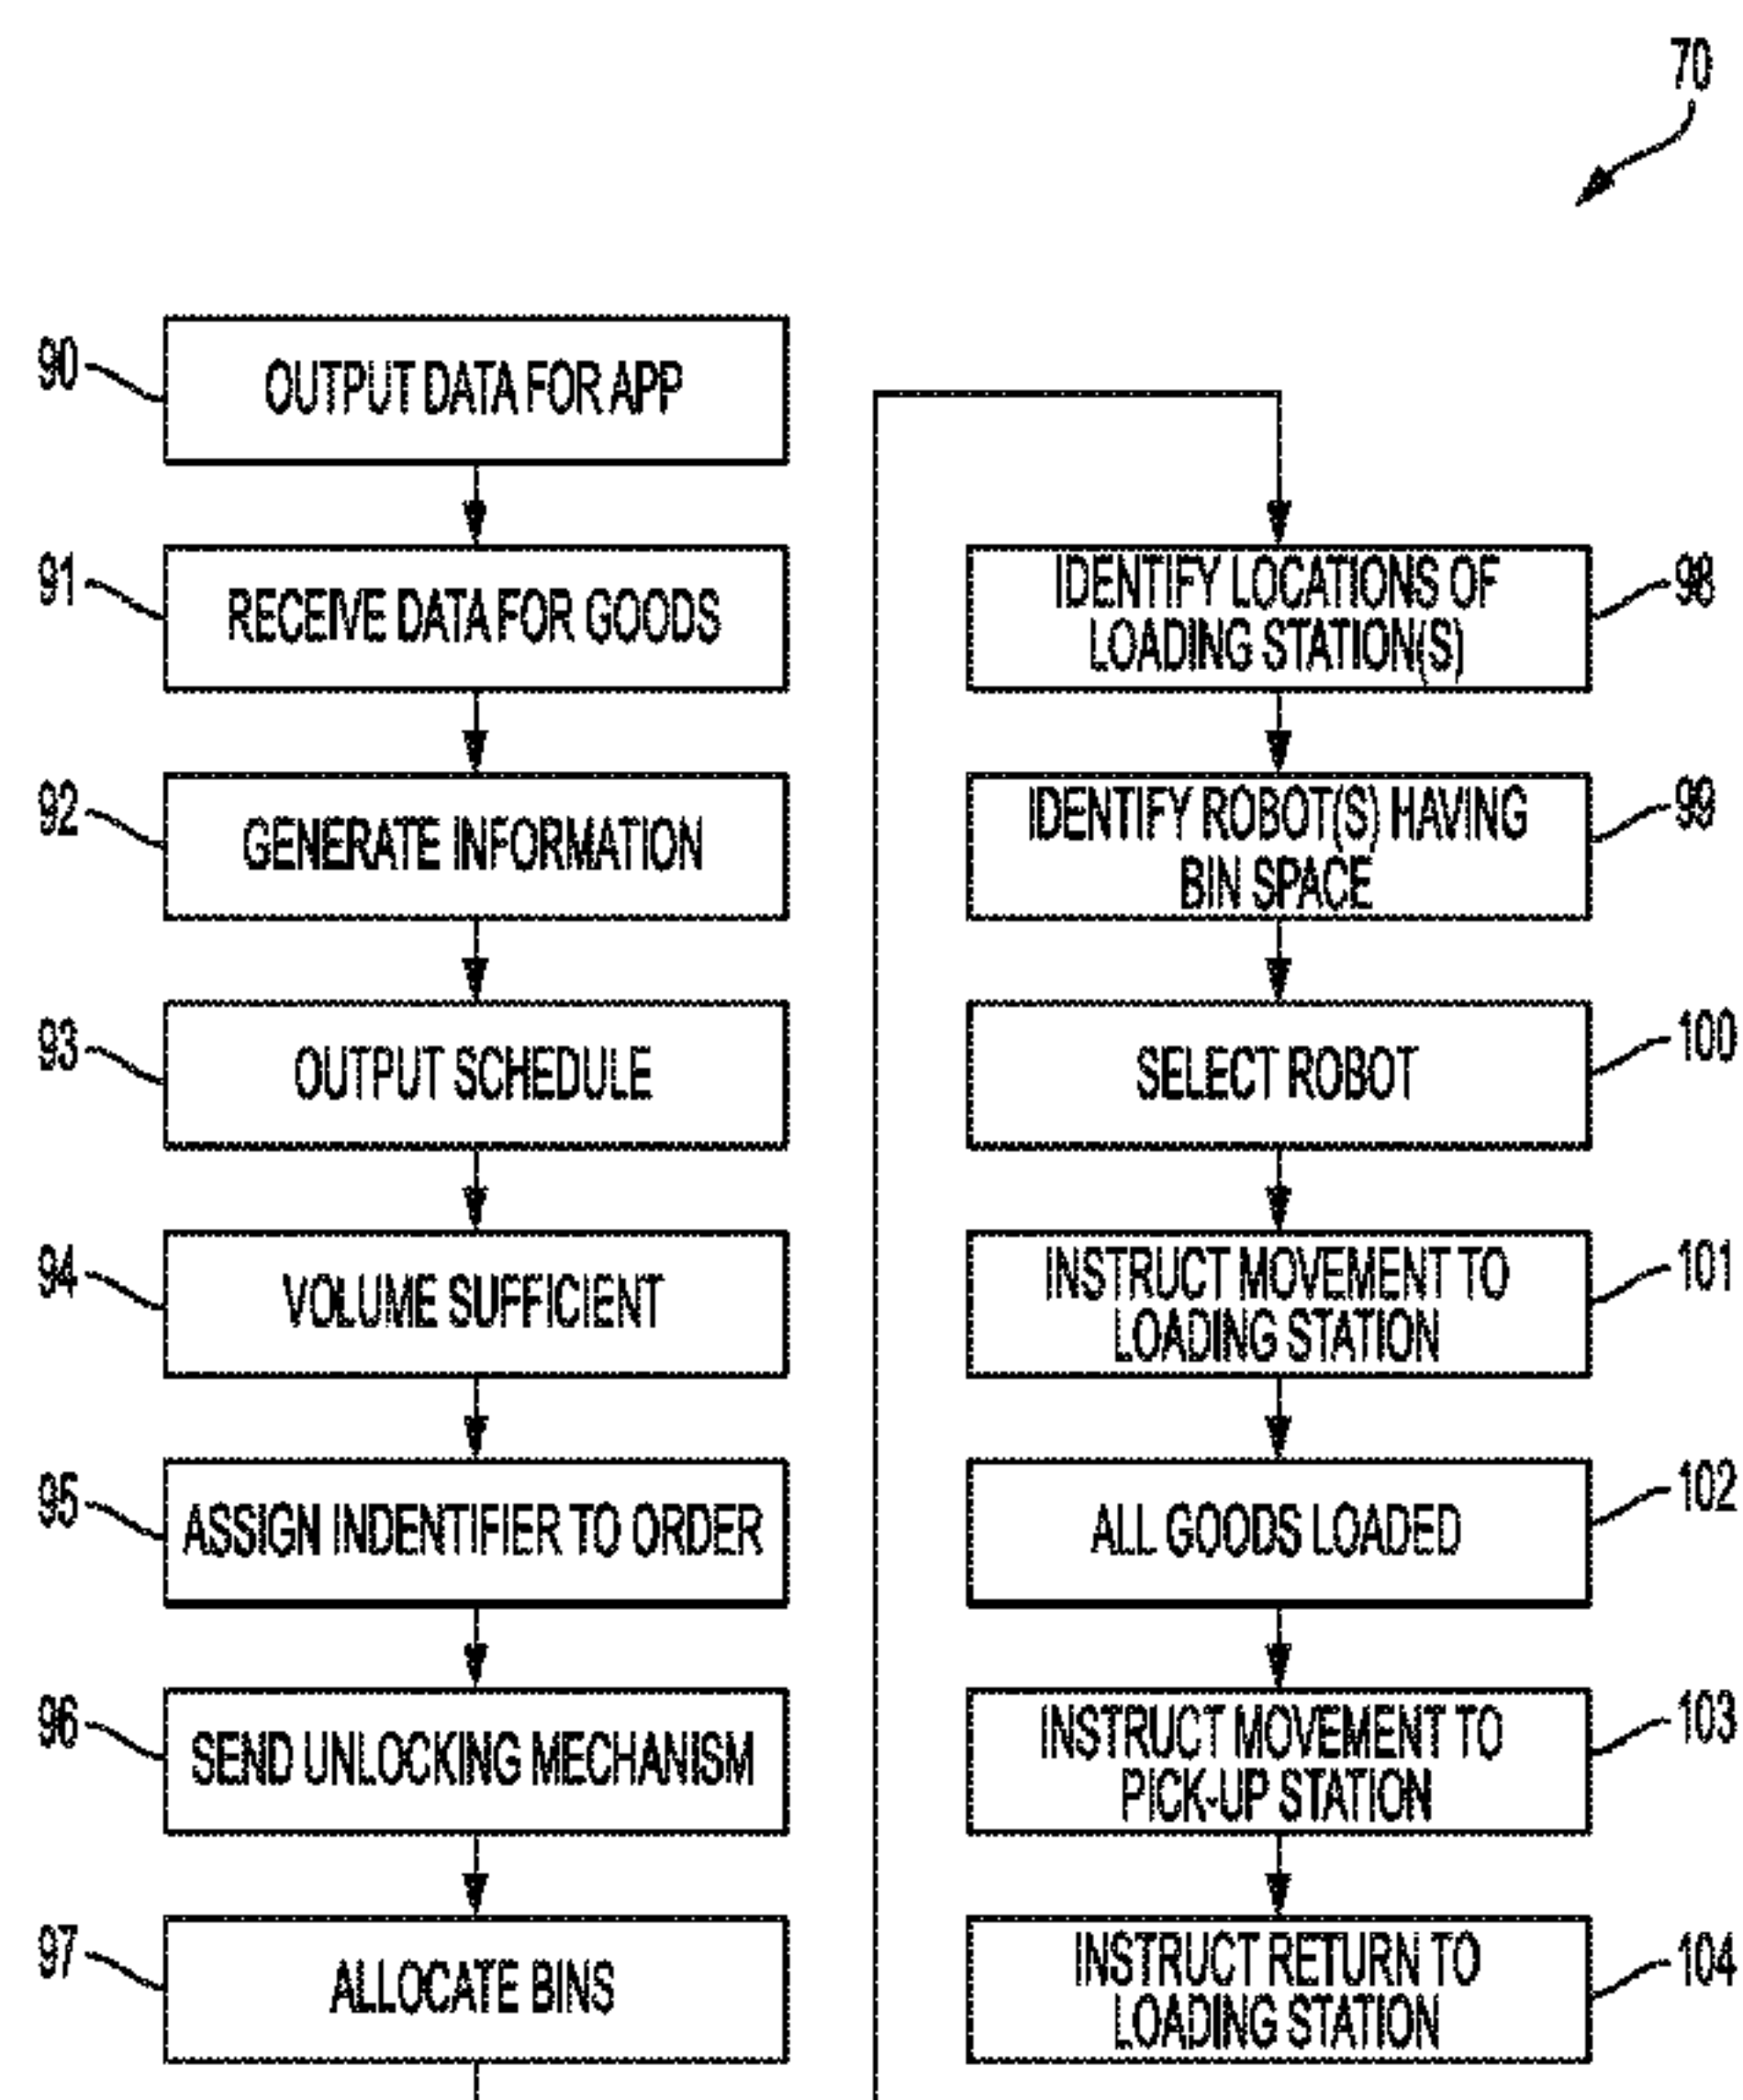 70
90
OUTPUT DATA FOR APP
91
RECEIVE DATA FOR GOODS
92
GENERATE INFORMATION
93
OUTPUT SCHEDULE
94
VOLUME SUFFICIENT
95
ASSIGN INDENTIFIER TO ORDER
96
SEND UNLOCKING MECHANISM
97
ALLOCATE BINS
IDENTIFY LOCATIONS OF
LOADING STATION(S)
98
IDENTIFY ROBOT(S) HAVING
BIN SPACE
99
SELECT ROBOT
100
INSTRUCT MOVEMENT TO
LOADING STATION
101
ALL GOODS LOADED
102
INSTRUCT MOVEMENT TO
PICK-UP STATION
103
INSTRUCT RETURN TO
LOADING STATION
104